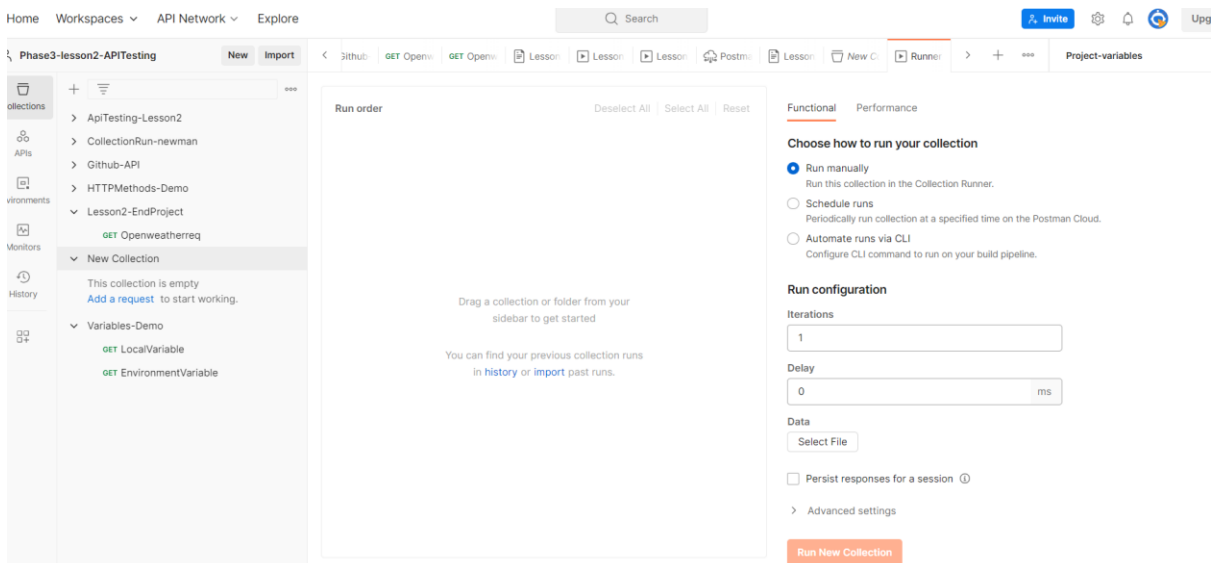 Home Workspaces API Network Explore Search Invite Upg
Phase3-lesson2-APITesting New Import Github- GET Openw GET Openw Lesson Lesson Lesson Postma Lesson New C Runner Project-variables
ollections
APIs
vironments
Monitors
History
ApiTesting-Lesson2
CollectionRun-newman
Github-API
HTTPMethods-Demo
Lesson2-EndProject
GET Openweatherreq
New Collection
This collection is empty
Add a request to start working.
Variables-Demo
GET LocalVariable
GET EnvironmentVariable
Run order Deselect All Select All Reset
Drag a collection or folder from your
sidebar to get started
You can find your previous collection runs
in history or import past runs.
Functional Performance
Choose how to run your collection
Run manually
Run this collection in the Collection Runner.
Schedule runs
Periodically run collection at a specified time on the Postman Cloud.
Automate runs via CLI
Configure CLI command to run on your build pipeline.
Run configuration
Iterations
1
Delay
0 ms
Data
Select File
Persist responses for a session
Advanced settings
Run New Collection